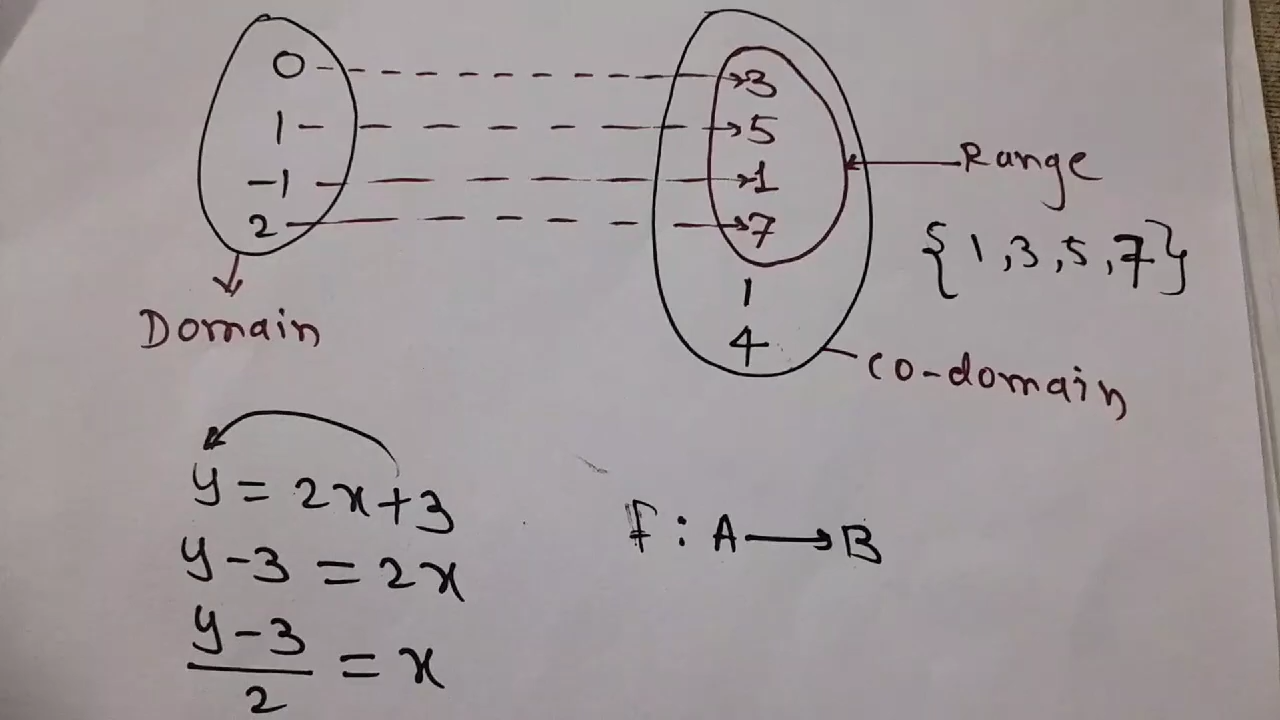 0 3
1 5
-1 1
2 7
1
4
Domain
Range
{1,3,5,7}
co-domain
y = 2x+3
y-3 = 2x
y-3
2
= x
F : A → B